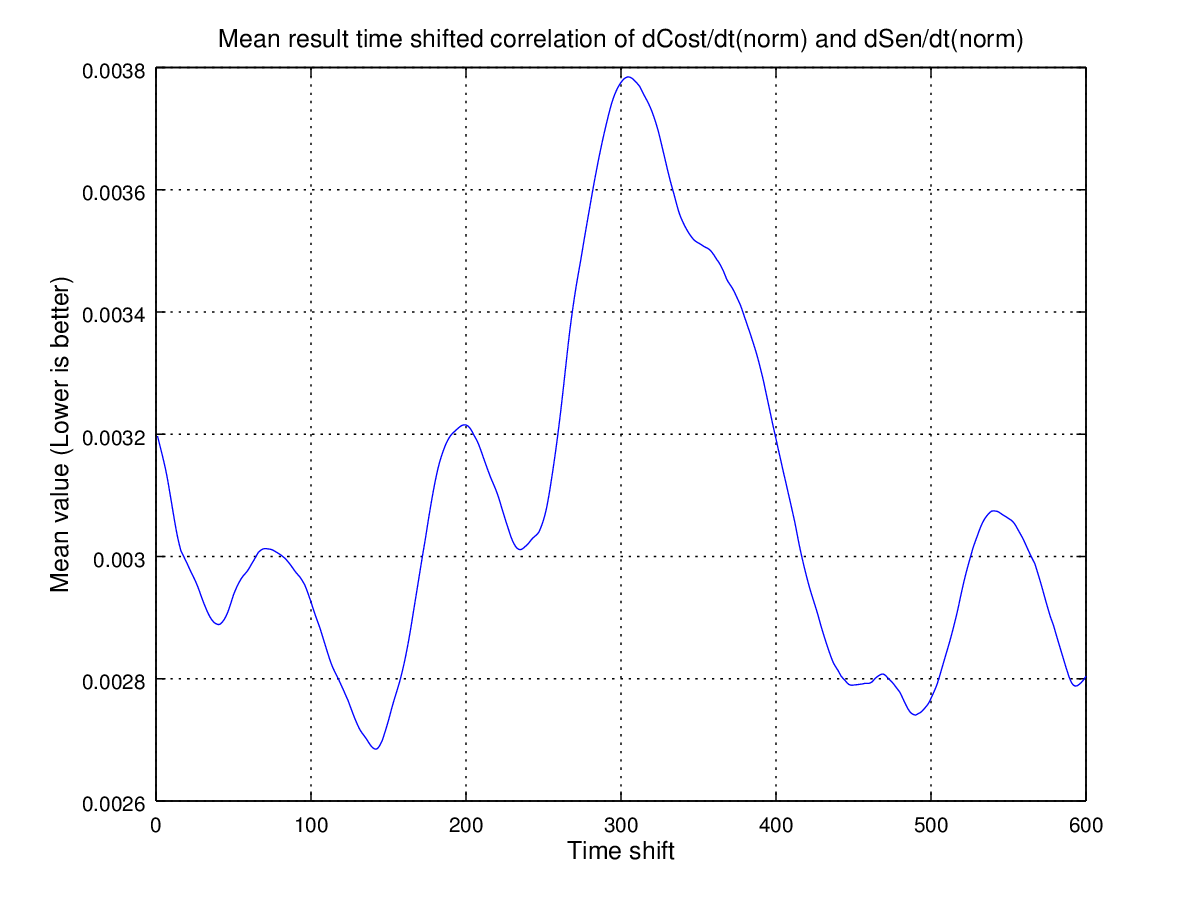 Mean result time shifted correlation of dCost/dt(norm) and dSen/dt(norm)
Mean value (Lower is better)
0.0038
0.0036
0.0034
0.0032
0.003
0.0028
0.0026
0 100 200 300 400 500 600
Time shift